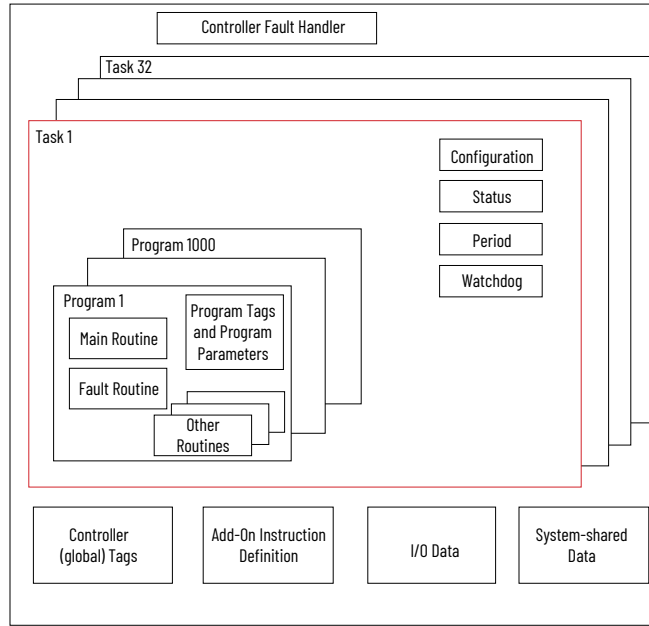 Controller Fault Handler
Task 32
Task 1
Configuration
Status
Period
Watchdog
Program 1000
Program 1
Main Routine
Fault Routine
Program Tags
and Program
Parameters
Other
Routines
Controller
(global) Tags
Add-On Instruction
Definition
I/O Data
System-shared
Data